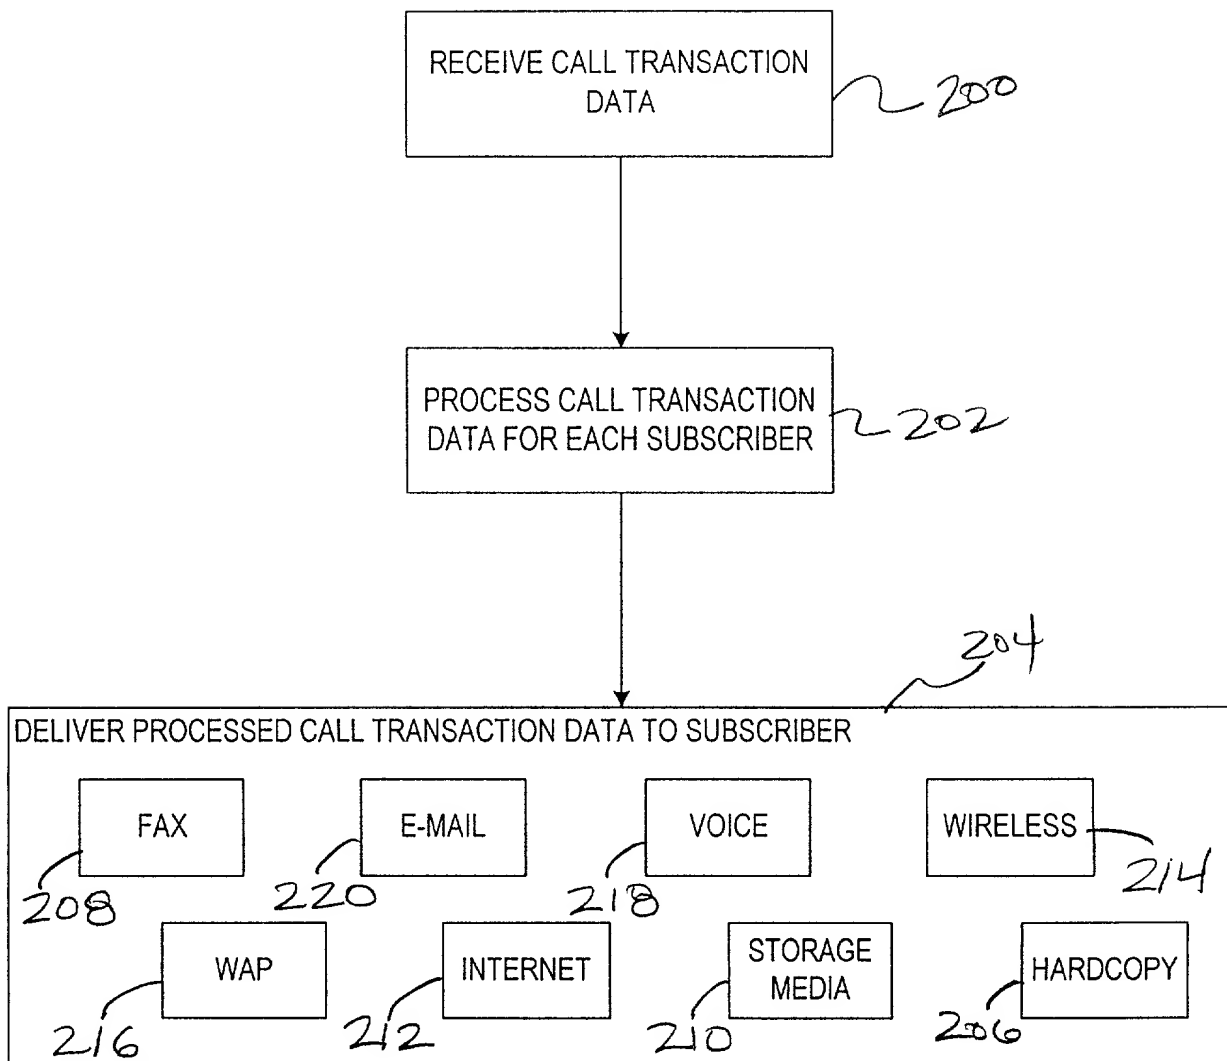 RECEIVE CALL TRANSACTION
DATA
200
PROCESS CALL TRANSACTION
DATA FOR EACH SUBSCRIBER
202
204
DELIVER PROCESSED CALL TRANSACTION DATA TO SUBSCRIBER
FAX
E-MAIL
VOICE
WIRELESS
208
220
218
214
WAP
INTERNET
STORAGE
MEDIA
HARDCOPY
216
212
210
206